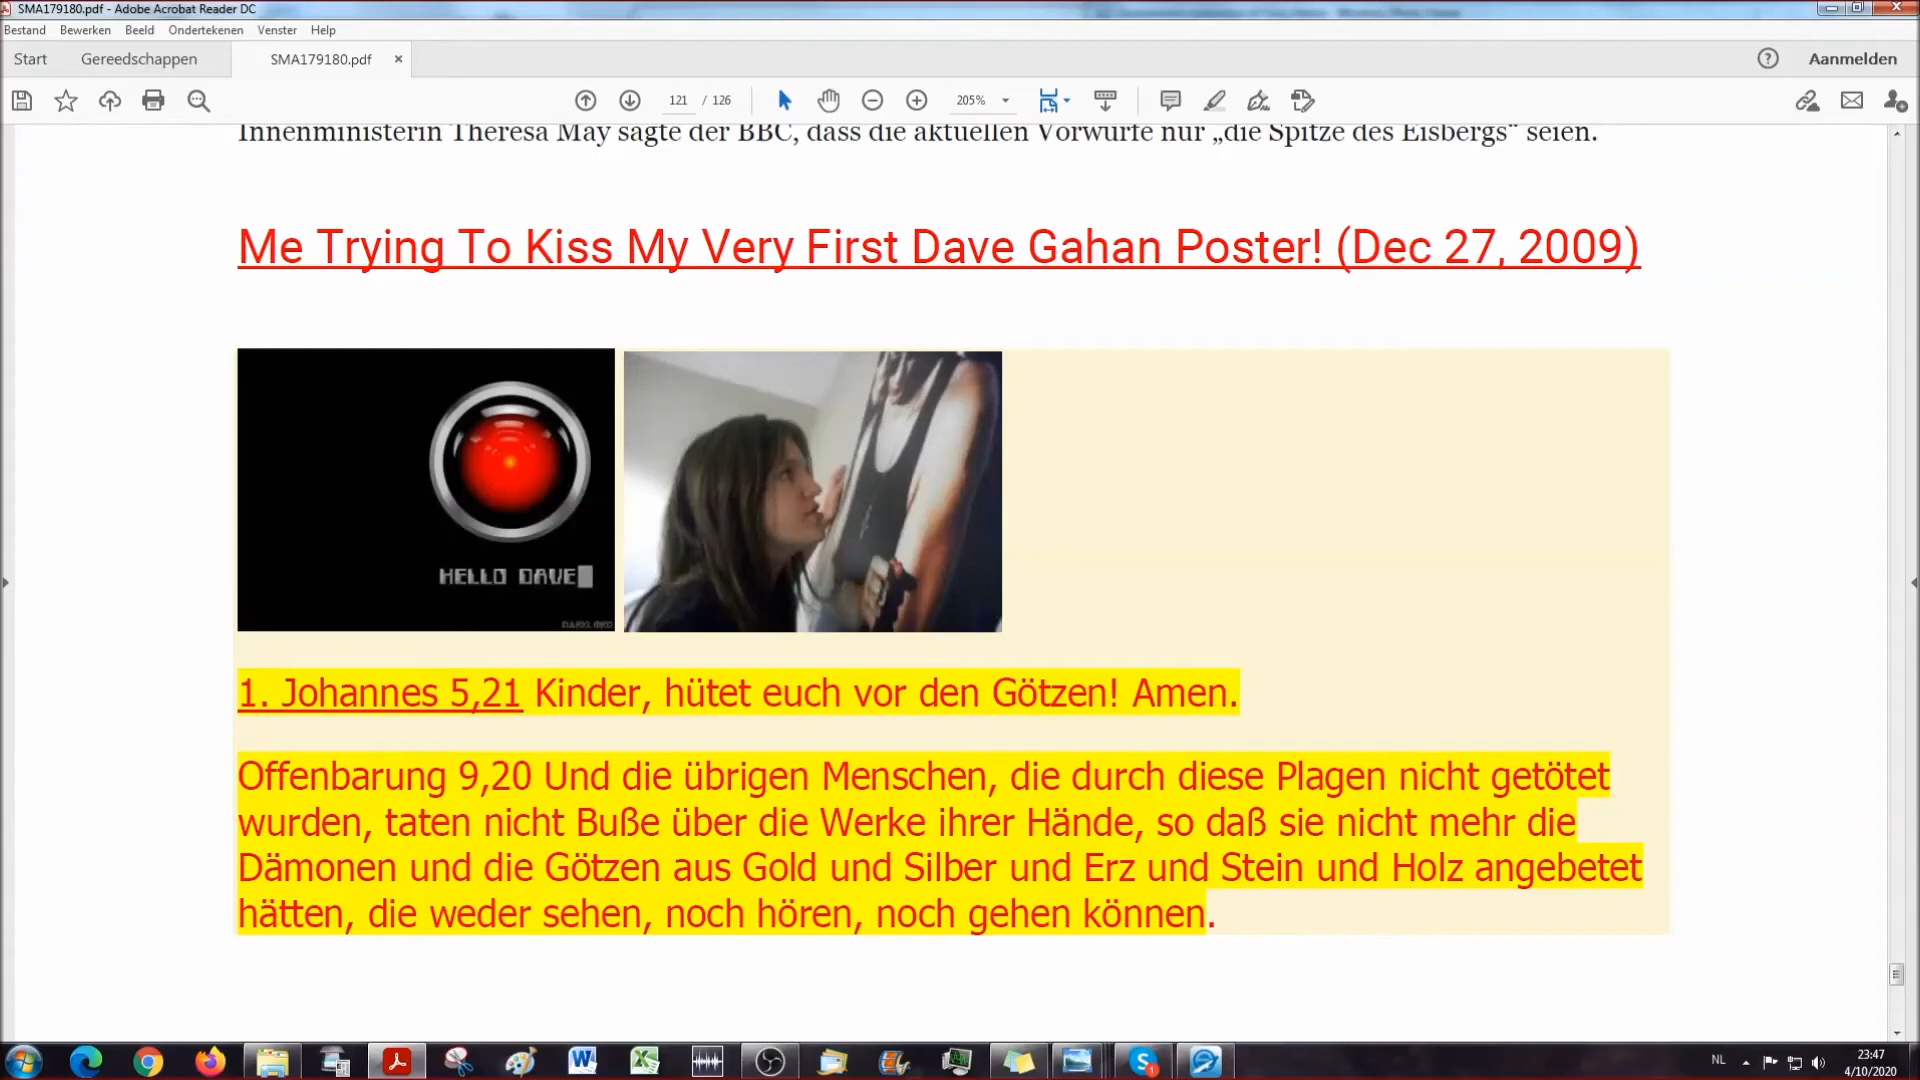 SMA179180.pdf - Adobe Acrobat Reader DC
Bestand Bewerken Beeld Ondertekenen Venster Help
Start Gereedschappen SMA179180.pdf × Aanmelden
121 / 126 205%
Innenministerin Theresa May sagte der BBC, dass die aktuellen Vorwürfe nur „die Spitze des Eisbergs“ seien.
Me Trying To Kiss My Very First Dave Gahan Poster! (Dec 27, 2009)
HELLO DAVE
1. Johannes 5,21 Kinder, hütet euch vor den Götzen! Amen.
Offenbarung 9,20 Und die übrigen Menschen, die durch diese Plagen nicht getötet
wurden, taten nicht Buße über die Werke ihrer Hände, so daß sie nicht mehr die
Dämonen und die Götzen aus Gold und Silber und Erz und Stein und Holz angebetet
hätten, die weder sehen, noch hören, noch gehen können.
NL 23:47
4/10/2020